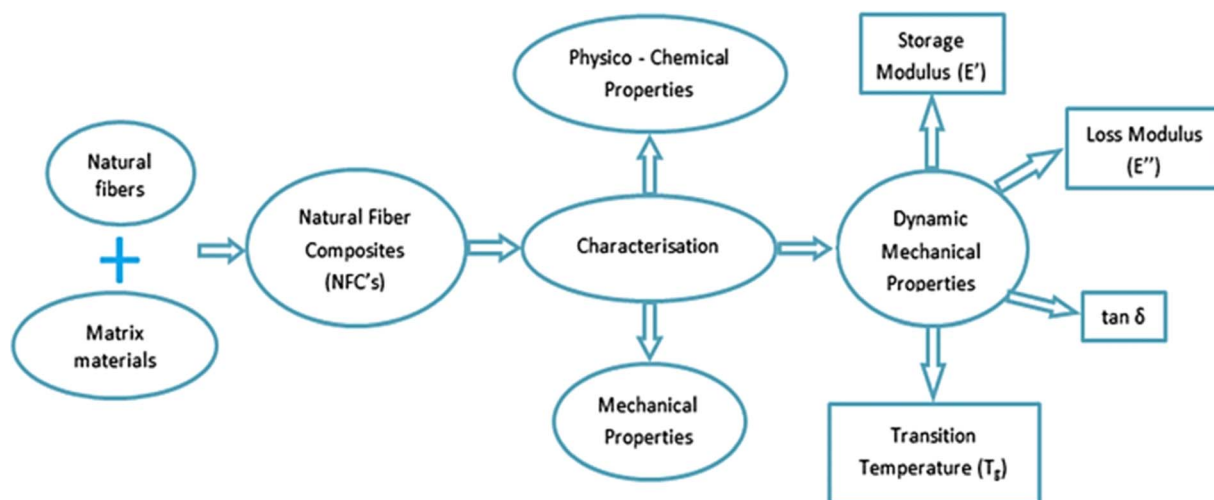 Natural
fibers
+
Matrix
materials
Natural Fiber
Composites
(NFC's)
Physico - Chemical
Properties
Characterisation
Mechanical
Properties
Dynamic
Mechanical
Properties
Storage
Modulus (E')
Loss Modulus
(E'')
tan δ
Transition
Temperature (Tg)